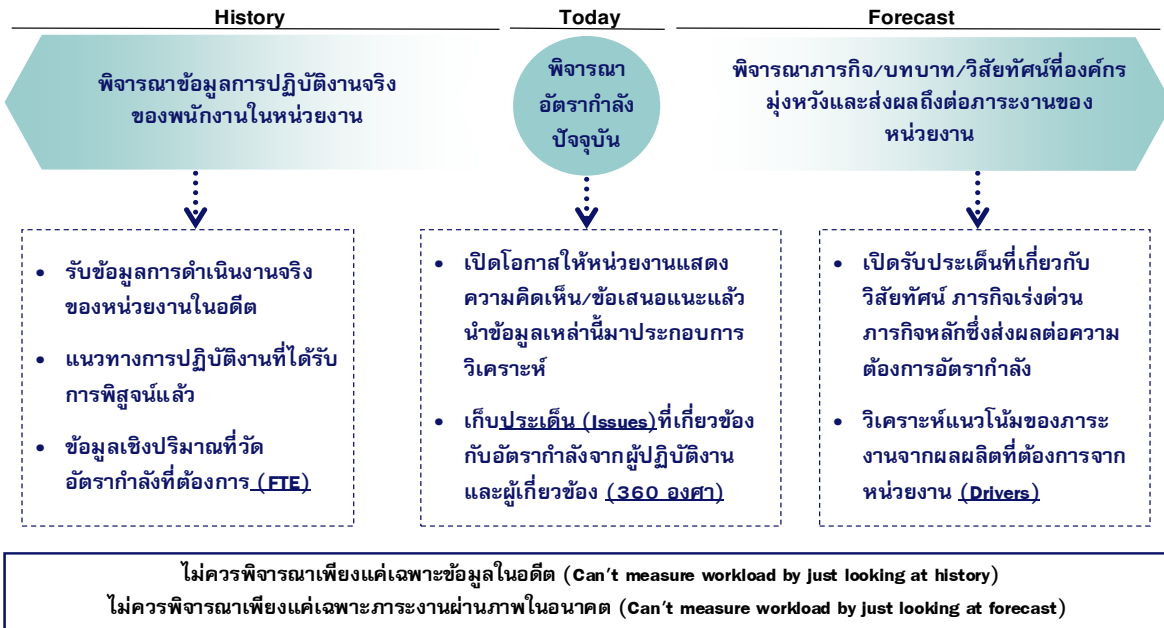 History
Today
Forecast
พิจารณาข้อมูลการปฏิบัติงานจริง
ของพนักงานในหน่วยงาน
พิจารณา
อัตรากำลัง
ปัจจุบัน
พิจารณาภารกิจ/บทบาท/วิสัยทัศน์ที่องค์กร
มุ่งหวังและส่งผลถึงต่อภาระงานของ
หน่วยงาน
• รับข้อมูลการดำเนินงานจริง
ของหน่วยงานในอดีต
• แนวทางการปฏิบัติงานที่ได้รับ
การพิสูจน์แล้ว
• ข้อมูลเชิงปริมาณที่วัด
อัตรากำลังที่ต้องการ (FTE)
• เปิดโอกาสให้หน่วยงานแสดง
ความคิดเห็น/ข้อเสนอแนะแล้ว
นำข้อมูลเหล่านี้มาประกอบการ
วิเคราะห์
• เก็บประเด็น (Issues)ที่เกี่ยวข้อง
กับอัตรากำลังจากผู้ปฏิบัติงาน
และผู้เกี่ยวข้อง (360 องศา)
• เปิดรับประเด็นที่เกี่ยวกับ
วิสัยทัศน์ ภารกิจเร่งด่วน
ภารกิจหลักซึ่งส่งผลต่อความ
ต้องการอัตรากำลัง
• วิเคราะห์แนวโน้มของภาระ
งานจากผลผลิตที่ต้องการจาก
หน่วยงาน (Drivers)
ไม่ควรพิจารณาเพียงแค่เฉพาะข้อมูลในอดีต (Can't measure workload by just looking at history)
ไม่ควรพิจารณาเพียงแค่เฉพาะภาระงานผ่านภาพในอนาคต (Can't measure workload by just looking at forecast)